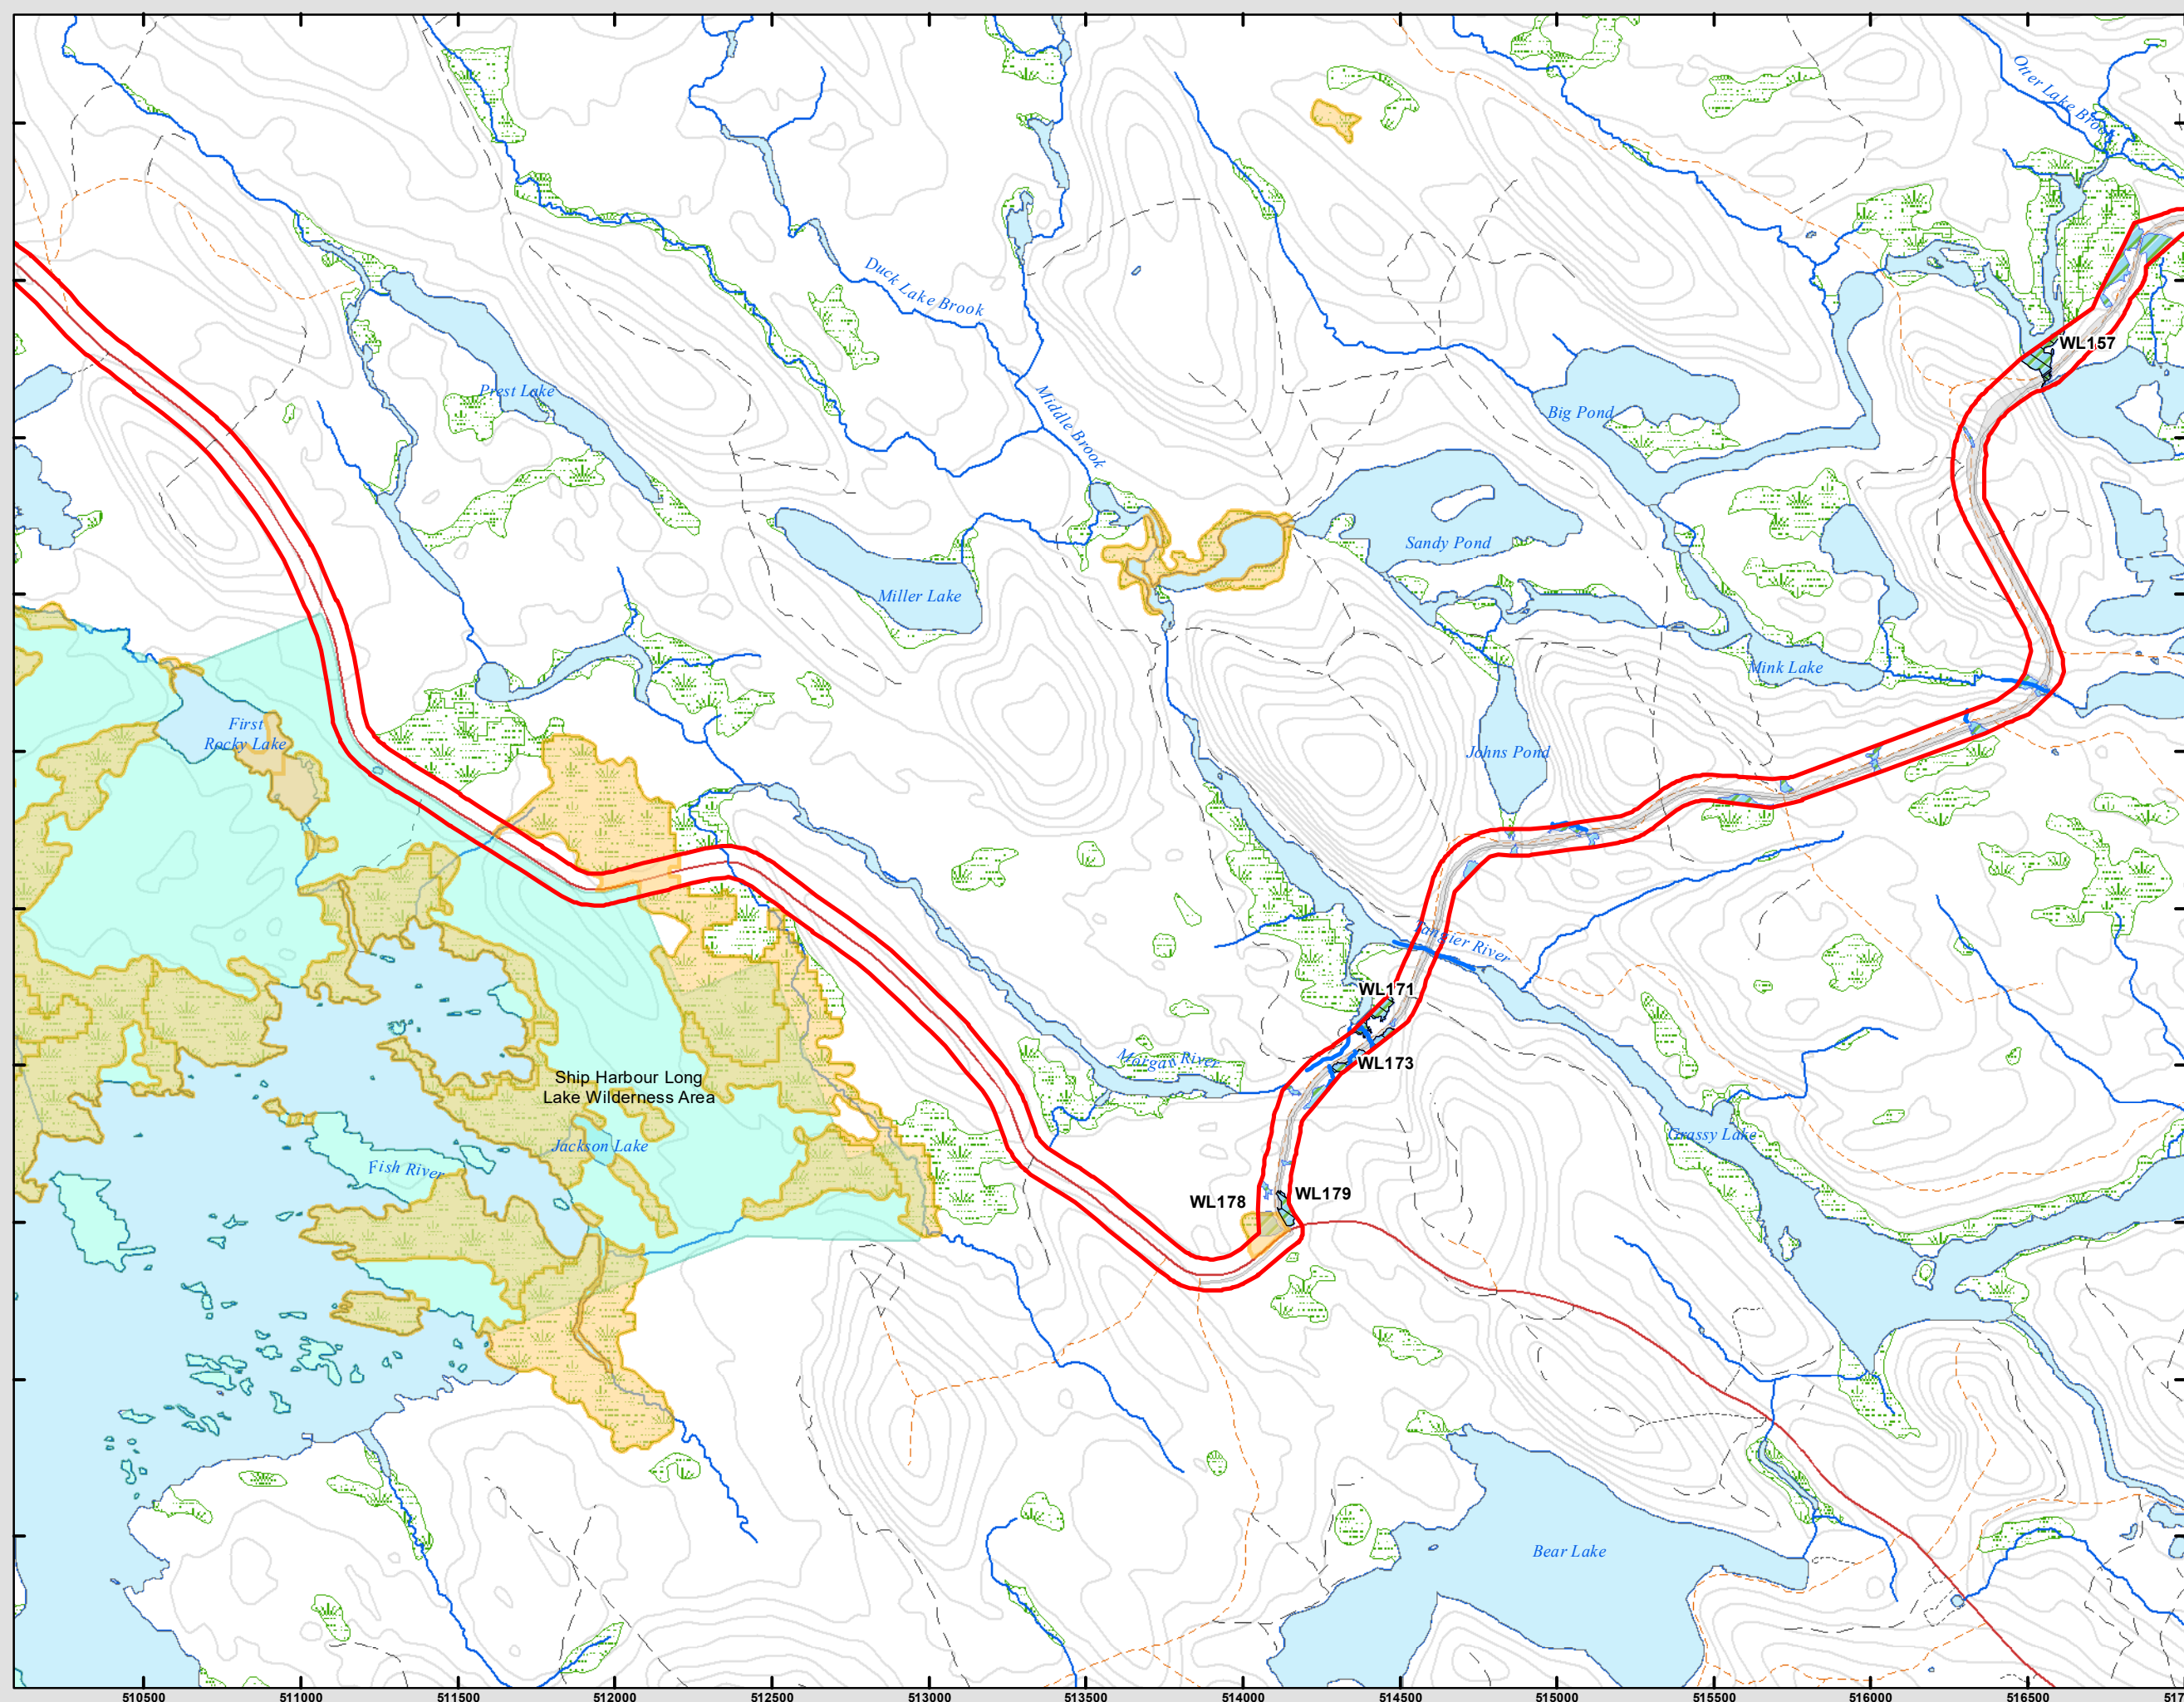 Otter Lake Brook
Duck Lake Brook
WL157
Prest Lake
Middle Brook
Big Pond
Sandy Pond
Miller Lake
Mink Lake
First
Rocky Lake
Johns Pond
Tangier River
WL171
Morgan River
WL173
Ship Harbour Long
Lake Wilderness Area
Grassy Lake
Jackson Lake
Fish River
WL178
WL179
Bear Lake
510500 511000 511500 512000 512500 513000 513500 514000 514500 515000 515500 516000 516500